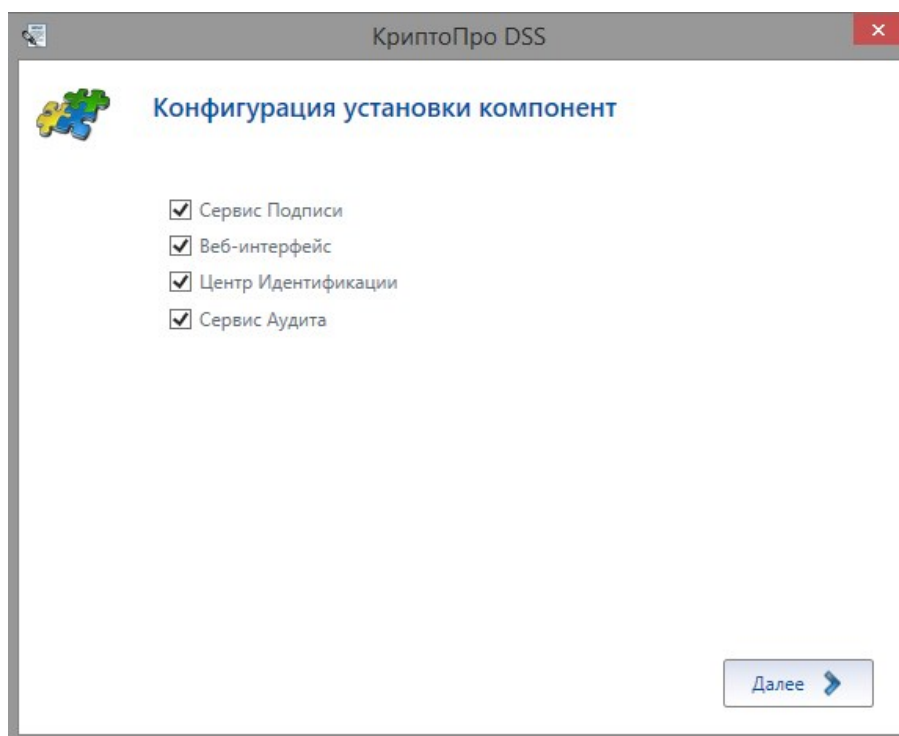 КриптоПро DSS
Конфигурация установки компонент
Сервис Подписи
Веб-интерфейс
Центр Идентификации
Сервис Аудита
Далее